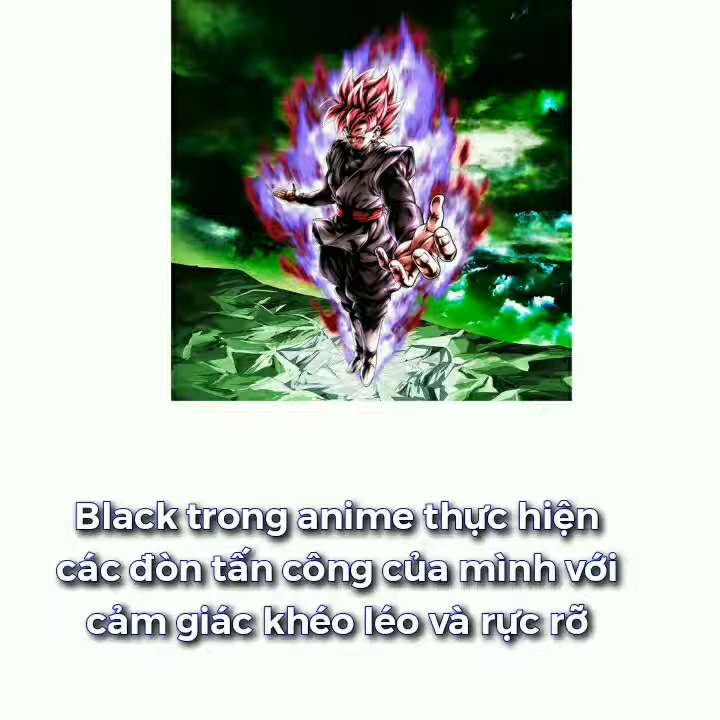 Black trong anime thực hiện
các đòn tấn công của mình với
cảm giác khéo léo và rực rỡ